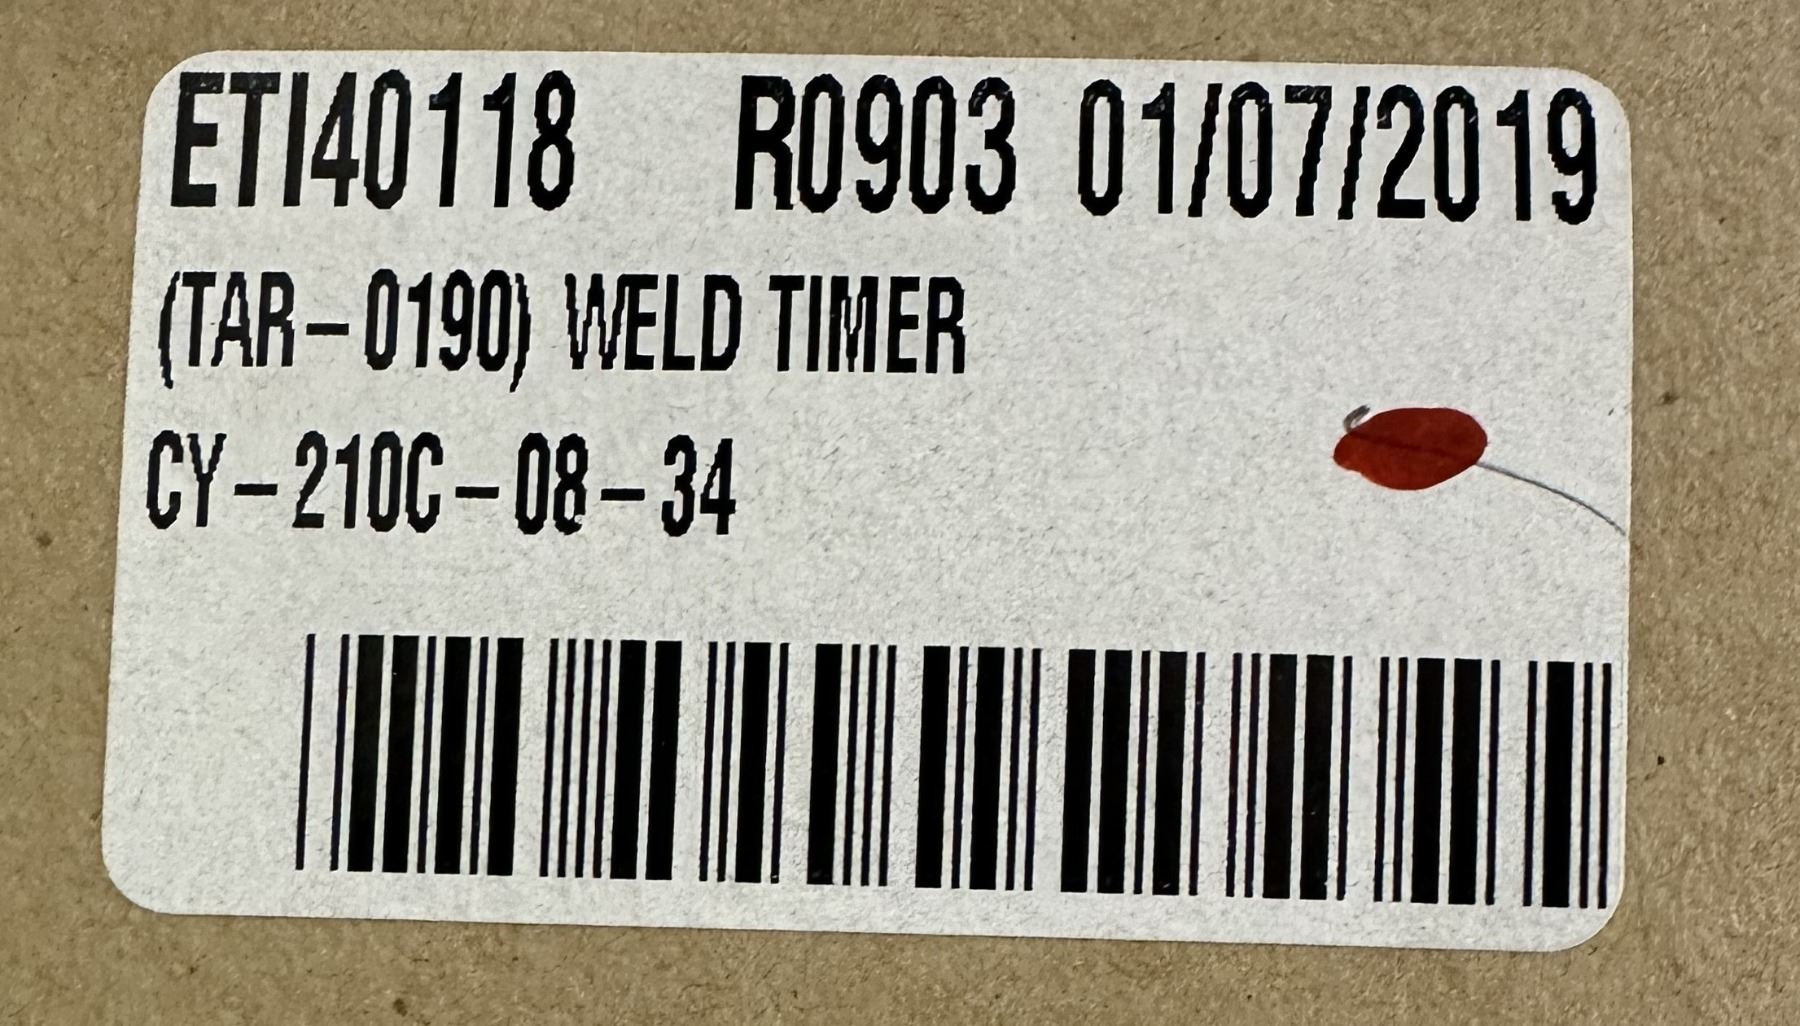 ETI40118 R0903 01/07/2019
(TAR-0190) WELD TIMER
CY-210C-08-34